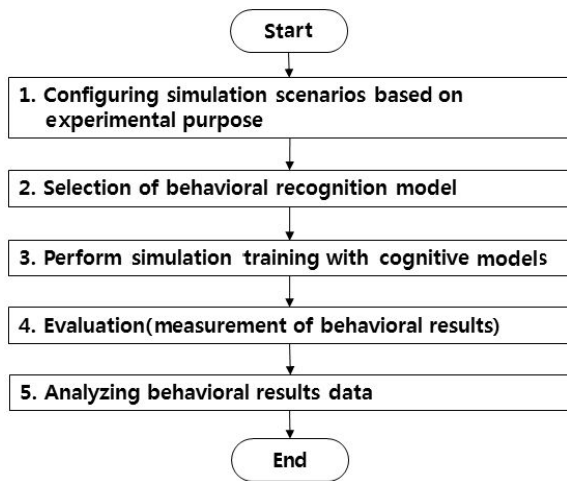 Start
1. Configuring simulation scenarios based on
experimental purpose
2. Selection of behavioral recognition model
3. Perform simulation training with cognitive models
4. Evaluation(measurement of behavioral results)
5. Analyzing behavioral results data
End